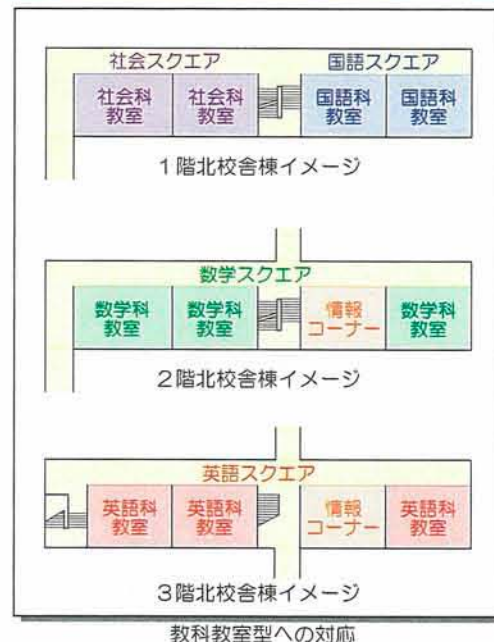 社会スクエア 国語スクエア
社会科 社会科 国語科 国語科
教室 教室 教室 教室
1階北校舎棟イメージ
数学スクエア
数学科 数学科 情報 数学科
教室 教室 コーナー 教室
2階北校舎棟イメージ
英語スクエア
英語科 英語科 情報 英語科
教室 教室 コーナー 教室
3階北校舎棟イメージ
教科教室型への対応